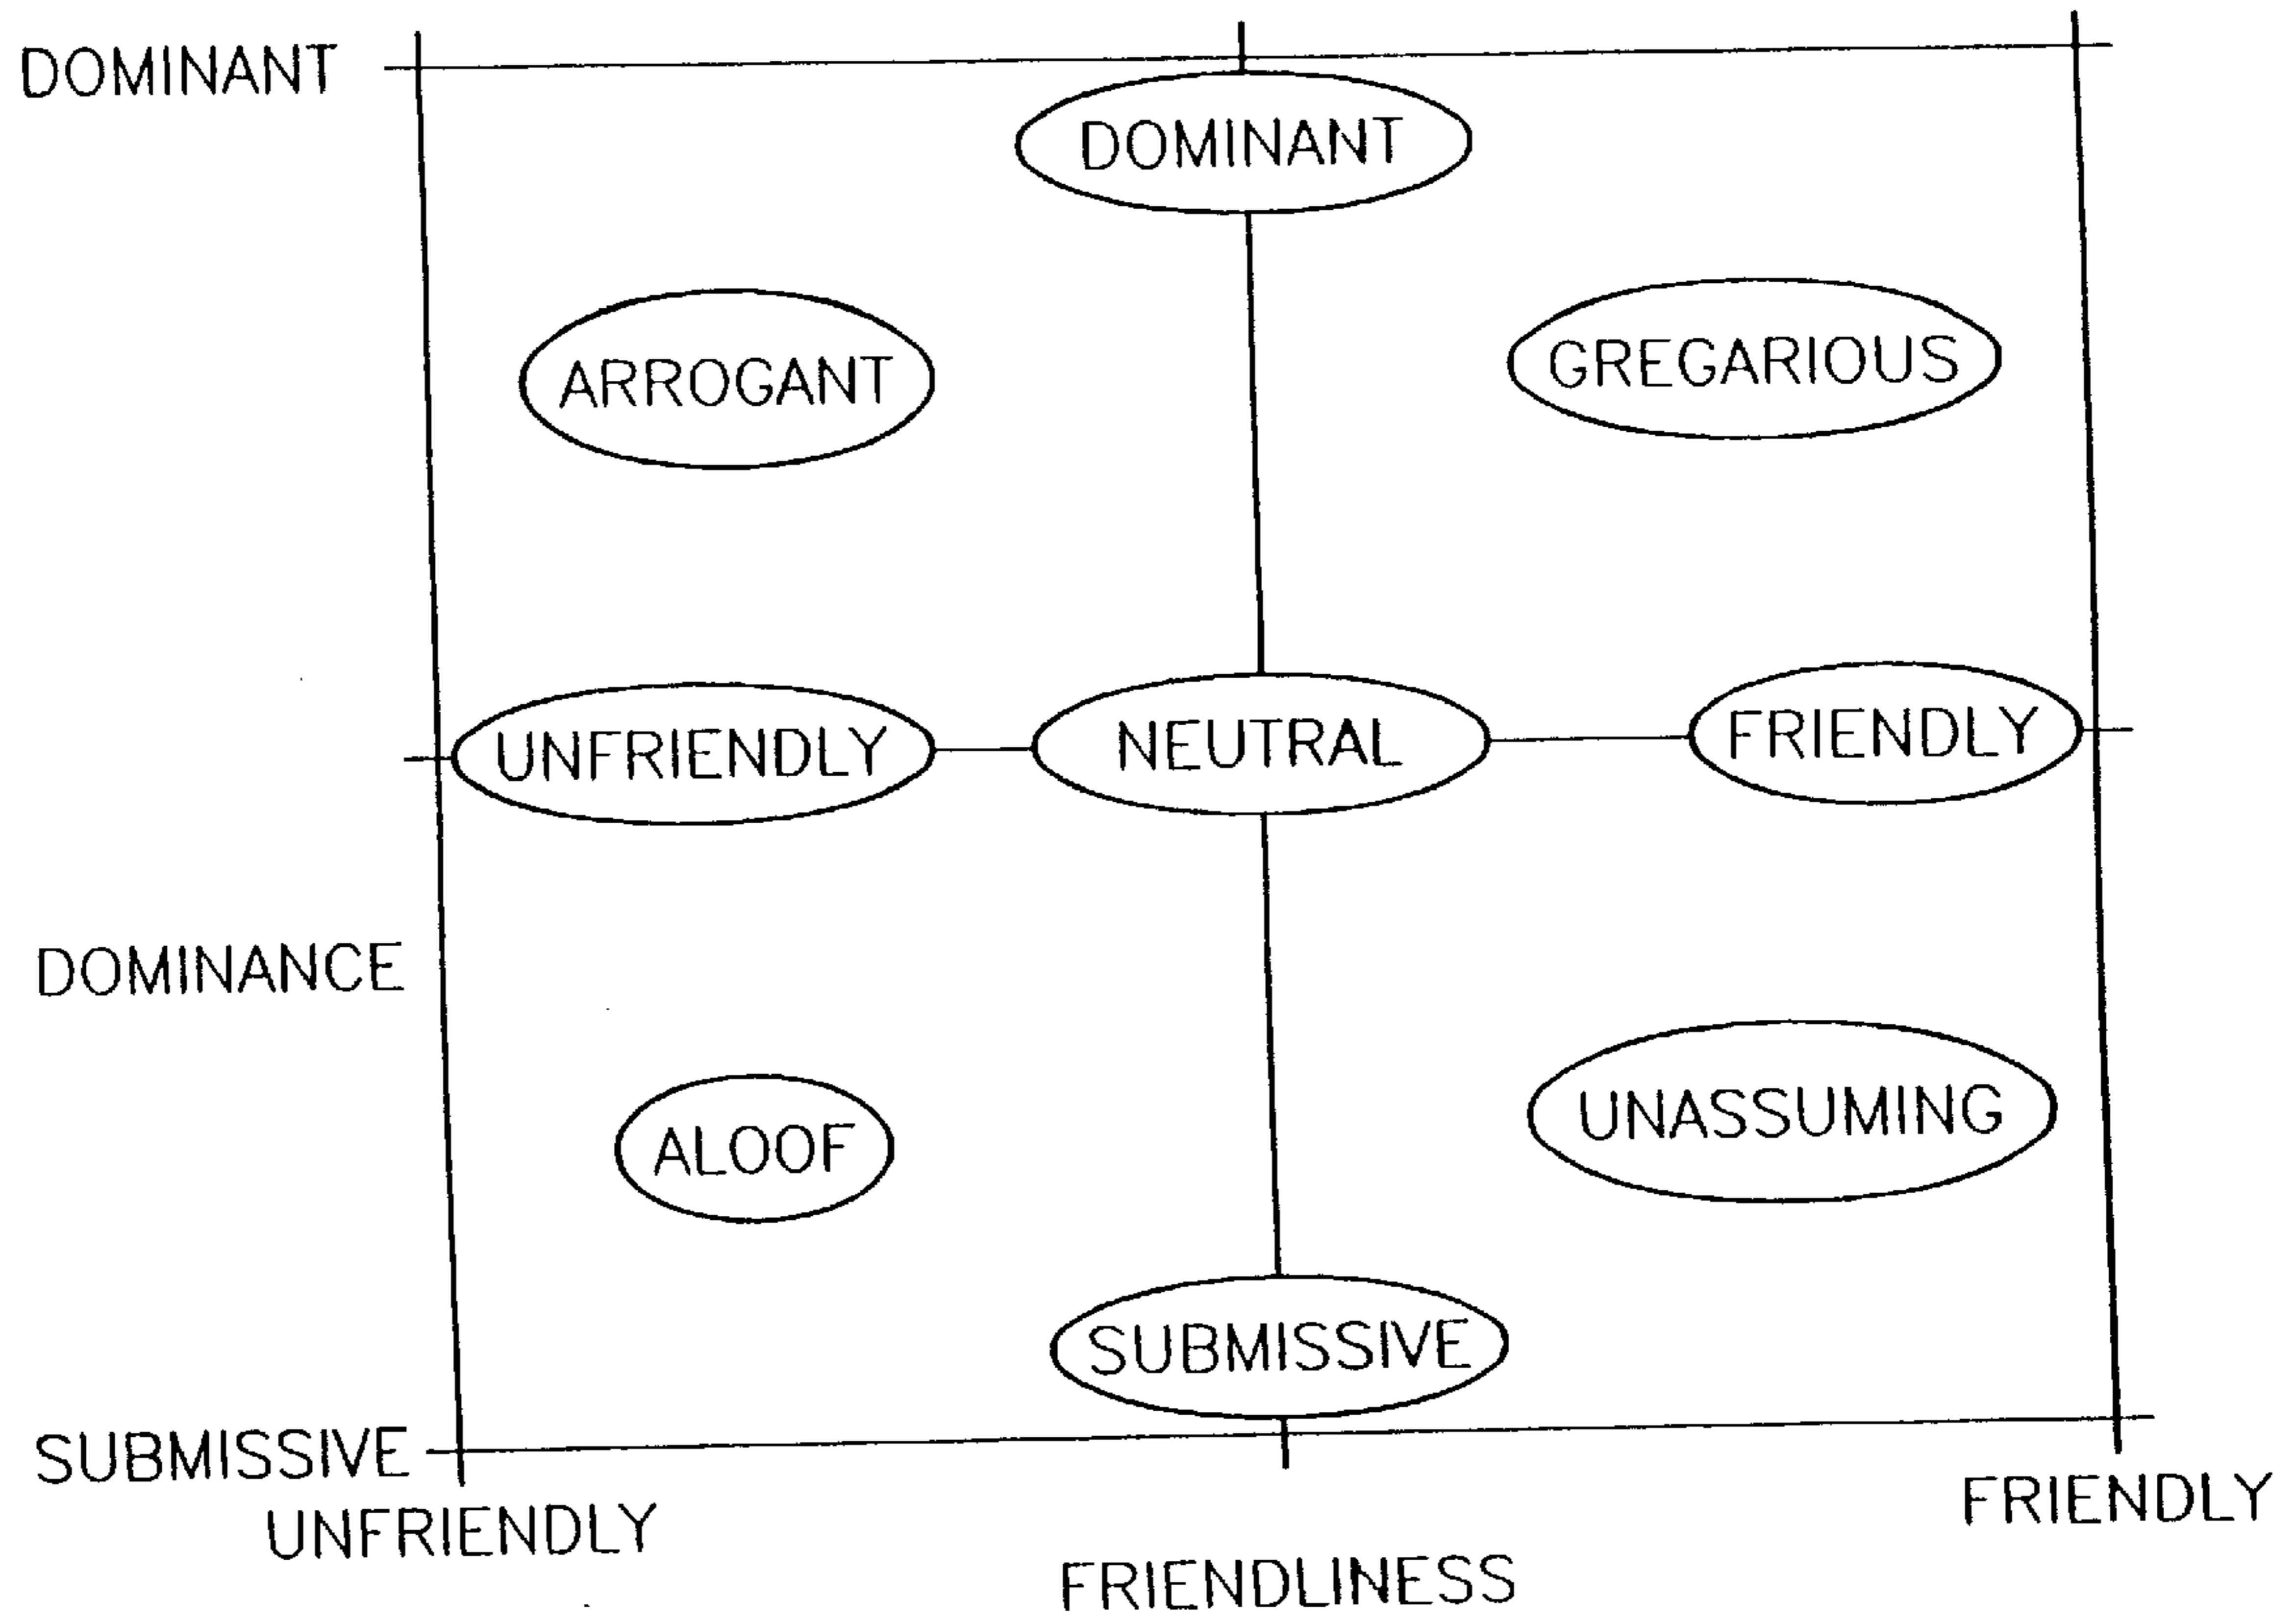 DOMINANT
DOMINANT
ARROGANT
GREGARIOUS
UNFRIENDLY
NEUTRAL
FRIENDLY
DOMINANCE
ALOOF
UNASSUMING
SUBMISSIVE
SUBMISSIVE
UNFRIENDLY
FRIENDLY
FRIENDLINESS